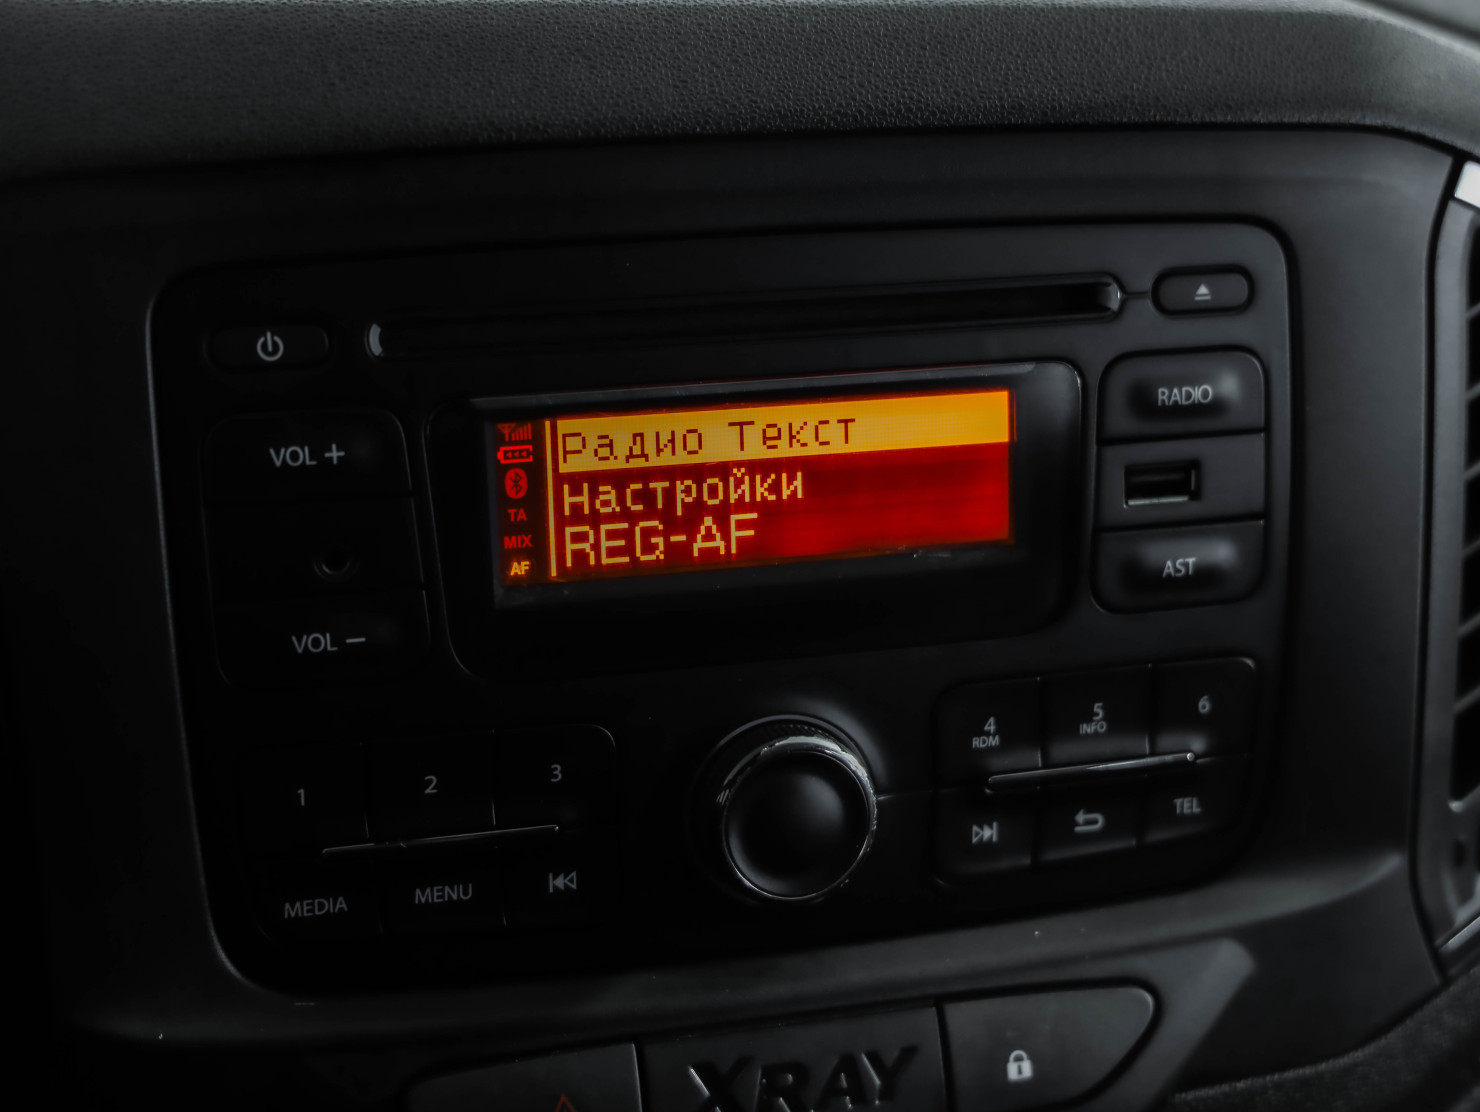 VOL +
VOL –
TA
MIX
AF
Радио Текст
Настройки
REG-AF
RADIO
AST
1
2
3
MEDIA
MENU
4
RDM
5
INFO
6
TEL
XRAY